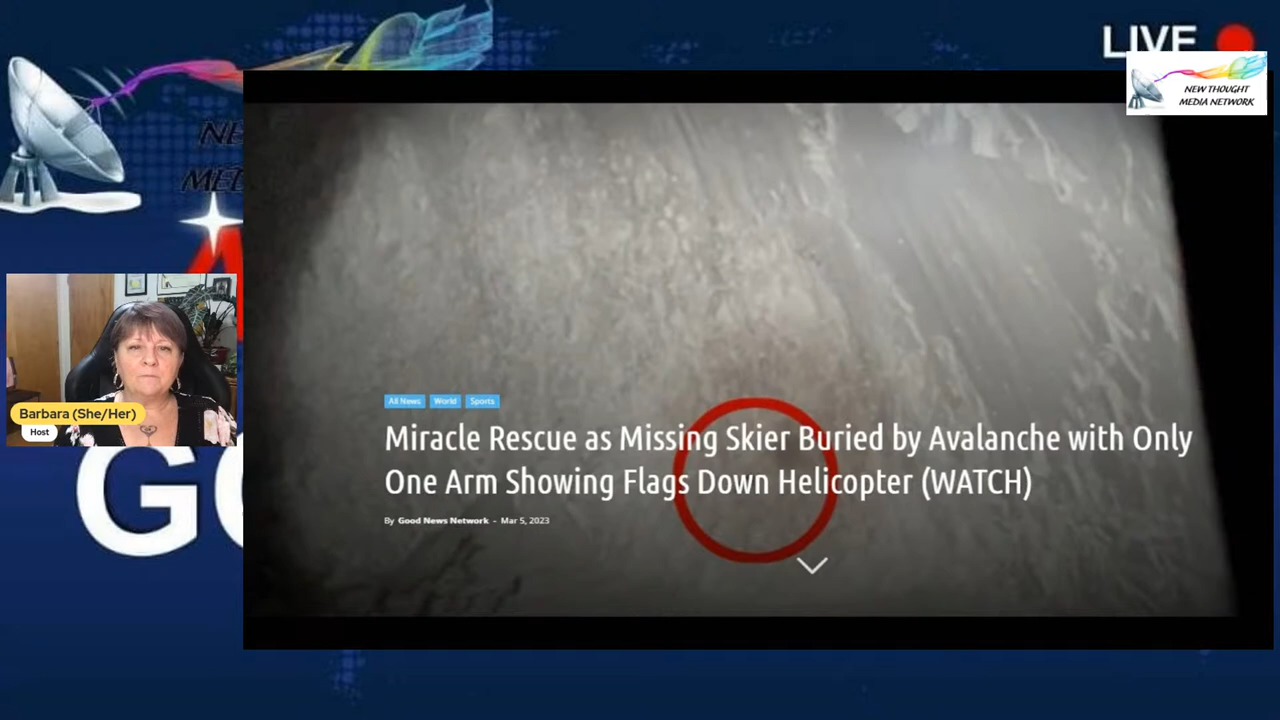 LIVE
NEW THOUGHT
MEDIA NETWORK
All News World Sports
Miracle Rescue as Missing Skier Buried by Avalanche with Only
One Arm Showing Flags Down Helicopter (WATCH)
By Good News Network - Mar 5, 2023
Barbara (She/Her)
Host